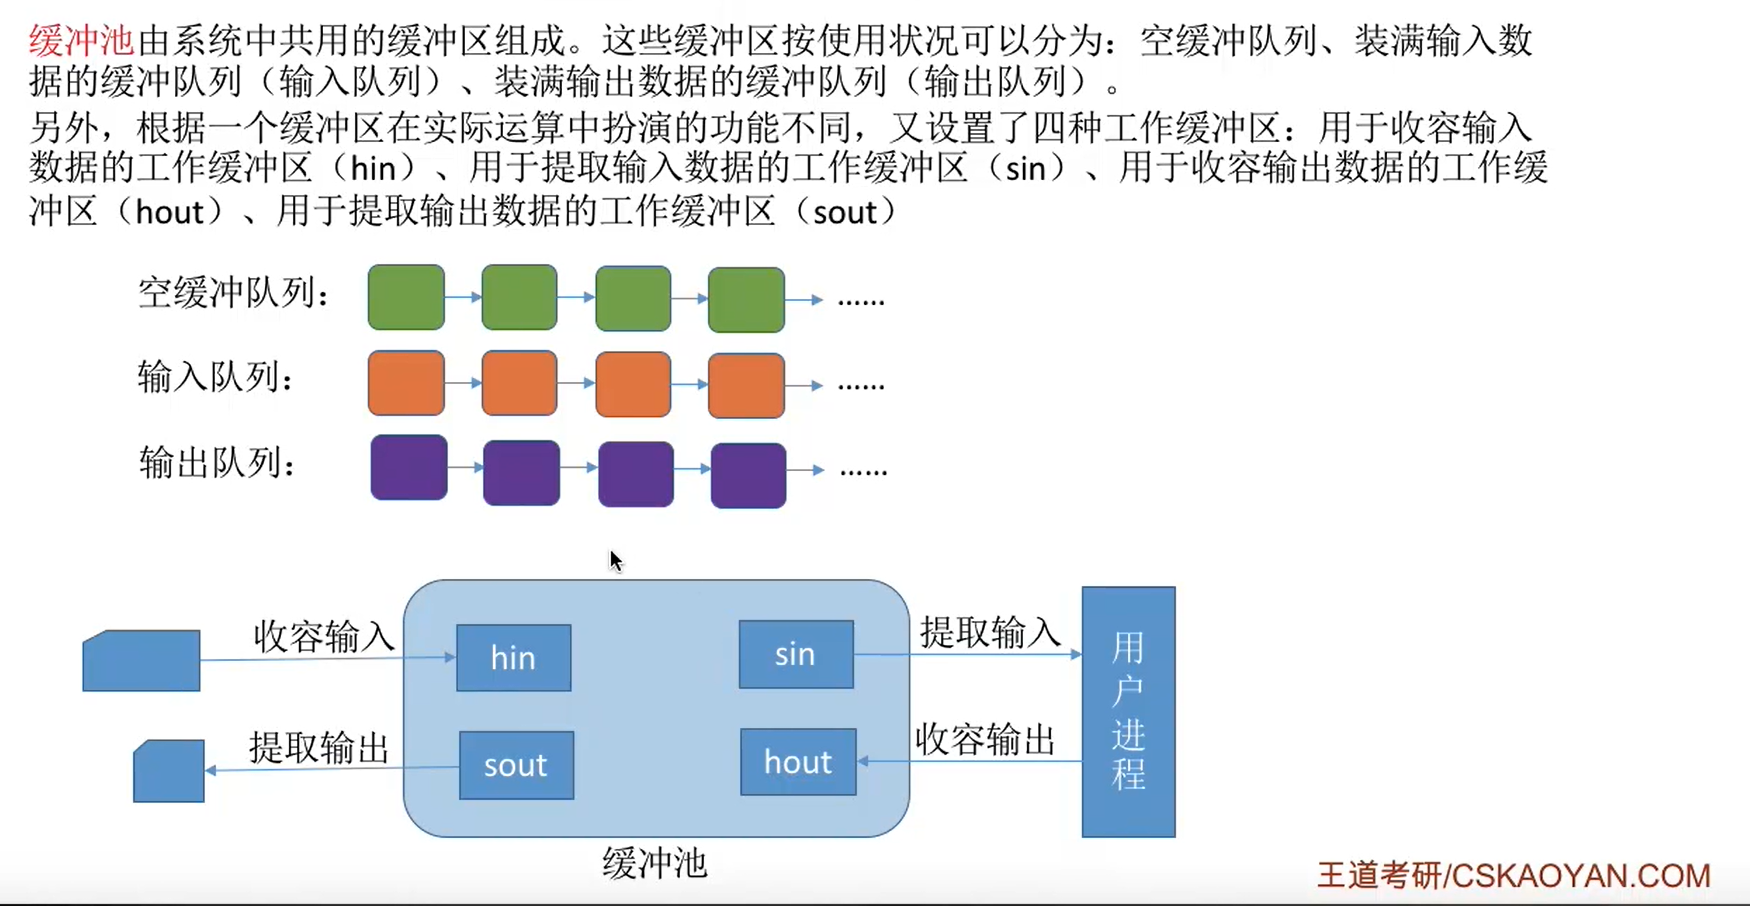 缓冲池由系统中共用的缓冲区组成。这些缓冲区按使用状况可以分为：空缓冲队列、装满输入数
据的缓冲队列（输入队列）、装满输出数据的缓冲队列（输出队列）。
另外，根据一个缓冲区在实际运算中扮演的功能不同，又设置了四种工作缓冲区：用于收容输入
数据的工作缓冲区（hin）、用于提取输入数据的工作缓冲区（sin）、用于收容输出数据的工作缓
冲区（hout）、用于提取输出数据的工作缓冲区（sout）
空缓冲队列：
......
输入队列：
......
输出队列：
......
收容输入
hin
sin
提取输入
提取输出
sout
hout
收容输出
用户进程
缓冲池
王道考研/CSKAOYAN.COM